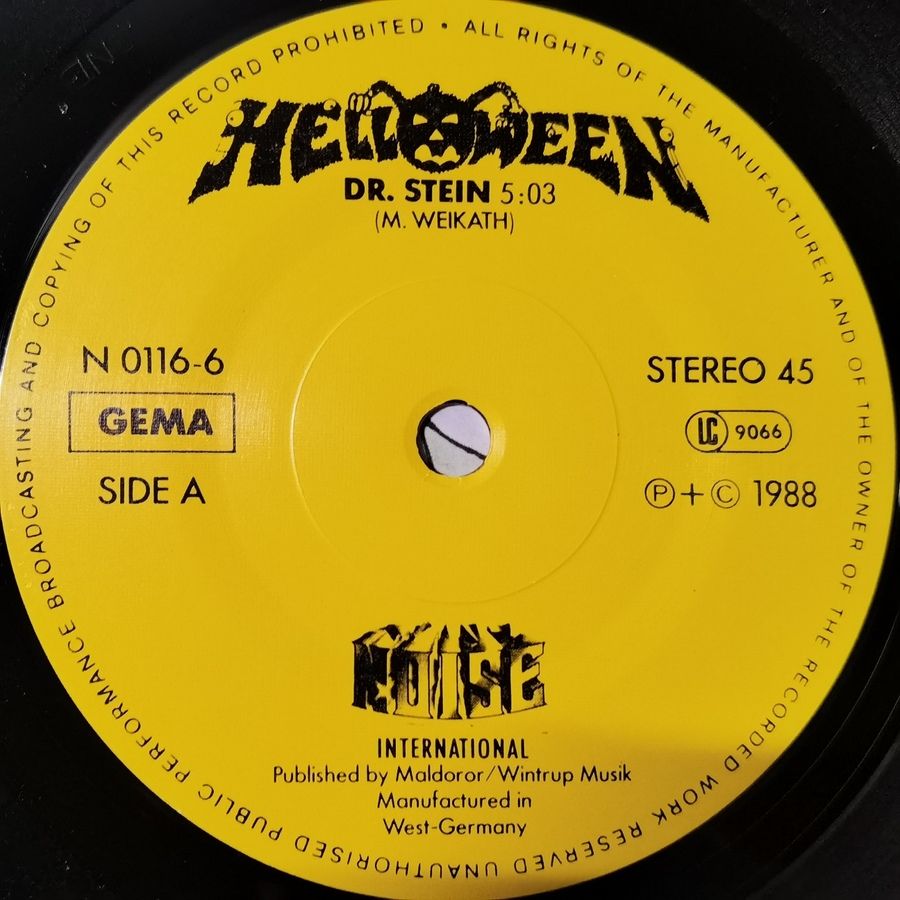 ALL RIGHTS OF THE MANUFACTURER AND OF THE OWNER OF THE RECORDED WORK RESERVED UNAUTHORISED PUBLIC PERFORMANCE BROADCASTING AND COPYING OF THIS RECORD PROHIBITED •
HELLOWEEN
DR. STEIN 5:03
(M. WEIKATH)
N 0116-6
GEMA
SIDE A
STEREO 45
LC 9066
Ⓟ+© 1988
NOISE
INTERNATIONAL
Published by Maldoror/Wintrup Musik
Manufactured in
West-Germany